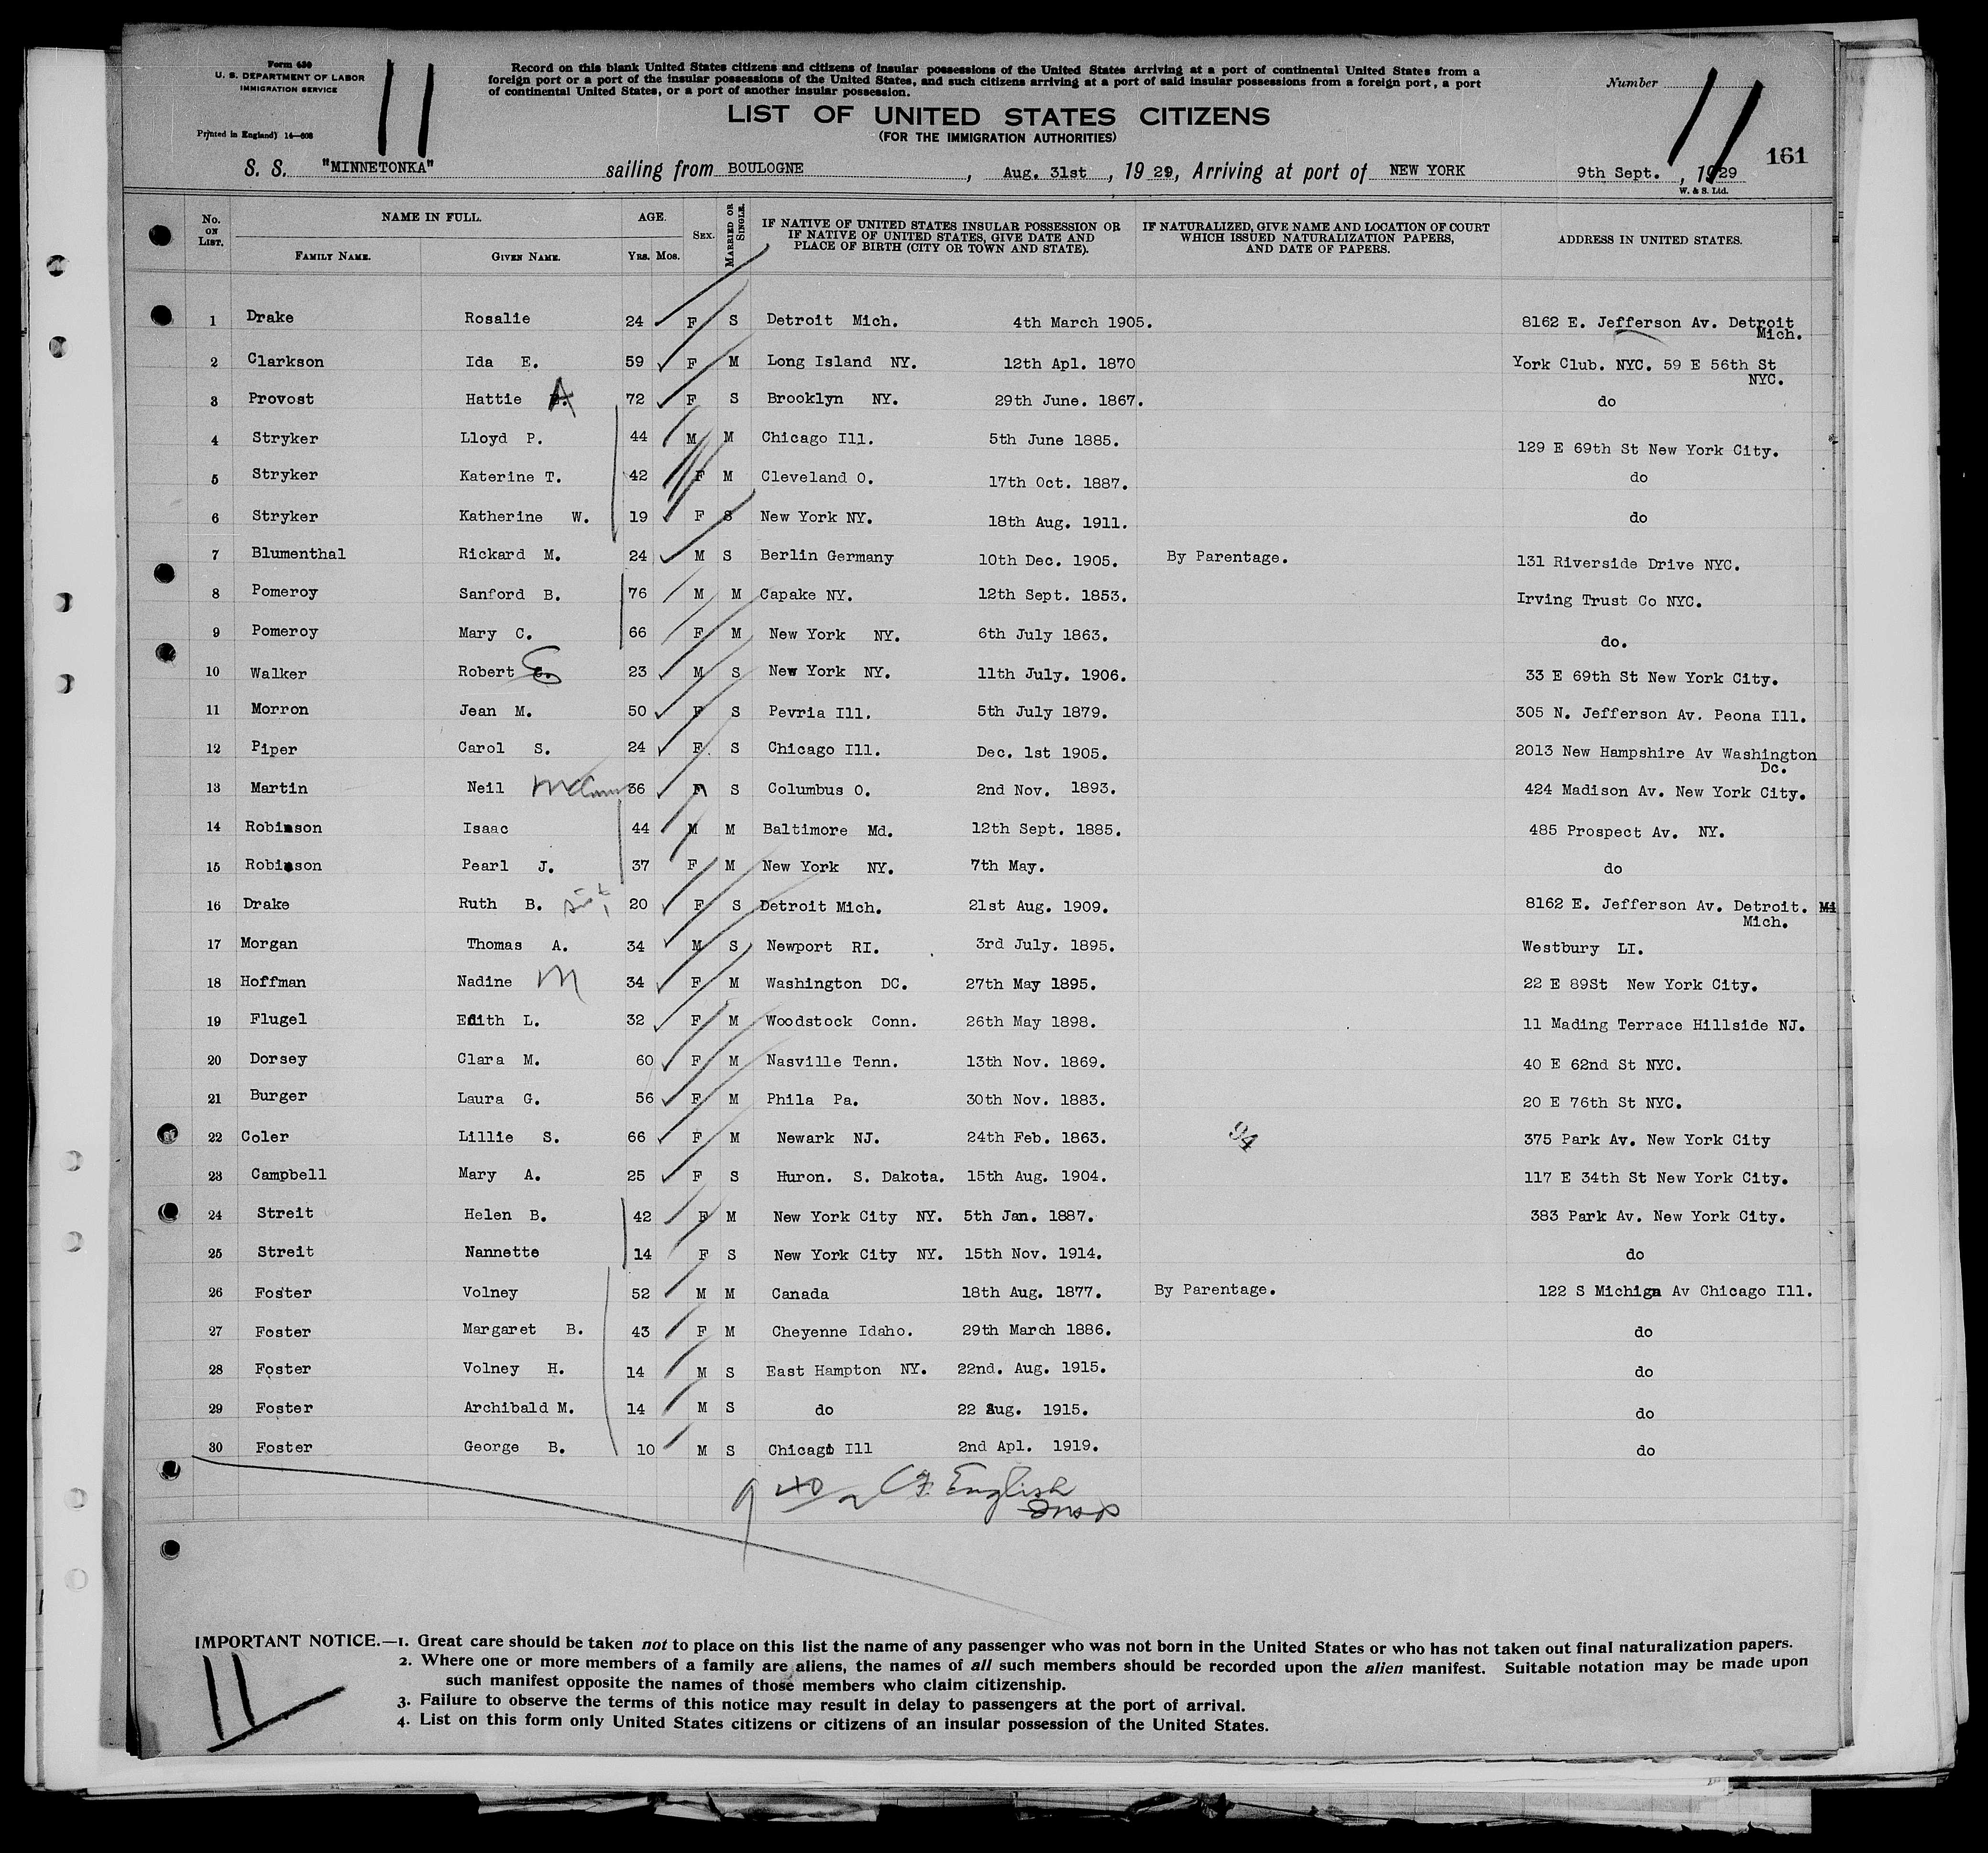 Form 630
U. S. DEPARTMENT OF LABOR
IMMIGRATION SERVICE
Printed in England) 14—608
11
Record on this blank United States citizens and citizens of insular possessions of the United States arriving at a port of continental United States from a
foreign port or a port of the insular possessions of the United States, and such citizens arriving at a port of said insular possessions from a foreign port, a port
of continental United States, or a port of another insular possession.
Number 11
LIST OF UNITED STATES CITIZENS
(FOR THE IMMIGRATION AUTHORITIES)
161
S. S. "MINNETONKA" sailing from BOULOGNE, Aug. 31st, 19 29, Arriving at port of NEW YORK 9th Sept., 1929
W. & S. Ltd.
No. ON LIST. NAME IN FULL. FAMILY NAME. GIVEN NAME. AGE. YRS. MOS. SEX. MARRIED OR SINGLE. IF NATIVE OF UNITED STATES INSULAR POSSESSION OR IF NATIVE OF UNITED STATES, GIVE DATE AND PLACE OF BIRTH (CITY OR TOWN AND STATE). IF NATURALIZED, GIVE NAME AND LOCATION OF COURT WHICH ISSUED NATURALIZATION PAPERS, AND DATE OF PAPERS. ADDRESS IN UNITED STATES.
1 Drake Rosalie 24 F S Detroit Mich. 4th March 1905. 8162 E. Jefferson Av. Detroit Mich.
2 Clarkson Ida E. 59 F M Long Island NY. 12th Apl. 1870 York Club. NYC. 59 E 56th St NYC.
3 Provost Hattie A 72 F S Brooklyn NY. 29th June. 1867. do
4 Stryker Lloyd P. 44 M M Chicago Ill. 5th June 1885. 129 E 69th St New York City.
5 Stryker Katerine T. 42 F M Cleveland O. 17th Oct. 1887. do
6 Stryker Katherine W. 19 F S New York NY. 18th Aug. 1911. do
7 Blumenthal Rickard M. 24 M S Berlin Germany 10th Dec. 1905. By Parentage. 131 Riverside Drive NYC.
8 Pomeroy Sanford B. 76 M M Capake NY. 12th Sept. 1853. Irving Trust Co NYC.
9 Pomeroy Mary C. 66 F M New York NY. 6th July 1863. do.
10 Walker Robert E. 23 M S New York NY. 11th July. 1906. 33 E 69th St New York City.
11 Morron Jean M. 50 F S Pevria Ill. 5th July 1879. 305 N. Jefferson Av. Peona Ill.
12 Piper Carol S. 24 F. S Chicago Ill. Dec. 1st 1905. 2013 New Hampshire Av Washington Dc.
13 Martin Neil 36 M S Columbus O. 2nd Nov. 1893. 424 Madison Av. New York City.
14 Robinson Isaac 44 M M Baltimore Md. 12th Sept. 1885. 485 Prospect Av. NY.
15 Robinson Pearl J. 37 F M New York NY. 7th May. do
16 Drake Ruth B. 20 F S Detroit Mich. 21st Aug. 1909. 8162 E. Jefferson Av. Detroit. Mi Mich.
17 Morgan Thomas A. 34 M S Newport RI. 3rd July. 1895. Westbury LI.
18 Hoffman Nadine M 34 F M Washington DC. 27th May 1895. 22 E 89St New York City.
19 Flugel Edith L. 32 F M Woodstock Conn. 26th May 1898. 11 Mading Terrace Hillside NJ.
20 Dorsey Clara M. 60 F M Nasville Tenn. 13th Nov. 1869. 40 E 62nd St NYC.
21 Burger Laura G. 56 F M Phila Pa. 30th Nov. 1883. 20 E 76th St NYC.
22 Coler Lillie S. 66 F M Newark NJ. 24th Feb. 1863. 94 375 Park Av. New York City
23 Campbell Mary A. 25 F S Huron. S. Dakota. 15th Aug. 1904. 117 E 34th St New York City.
24 Streit Helen B. 42 F M New York City NY. 5th Jan. 1887. 383 Park Av. New York City.
25 Streit Nannette 14 F S New York City NY. 15th Nov. 1914. do
26 Foster Volney 52 M M Canada 18th Aug. 1877. By Parentage. 122 S Michign Av Chicago Ill.
27 Foster Margaret B. 43 F M Cheyenne Idaho. 29th March 1886. do
28 Foster Volney H. 14 M S East Hampton NY. 22nd. Aug. 1915. do
29 Foster Archibald M. 14 M S do 22 Aug. 1915. do
30 Foster George B. 10 M S Chicago Ill 2nd Apl. 1919. do
English
Insp
IMPORTANT NOTICE.—1. Great care should be taken not to place on this list the name of any passenger who was not born in the United States or who has not taken out final naturalization papers.
2. Where one or more members of a family are aliens, the names of all such members should be recorded upon the alien manifest. Suitable notation may be made upon
such manifest opposite the names of those members who claim citizenship.
3. Failure to observe the terms of this notice may result in delay to passengers at the port of arrival.
4. List on this form only United States citizens or citizens of an insular possession of the United States.
11